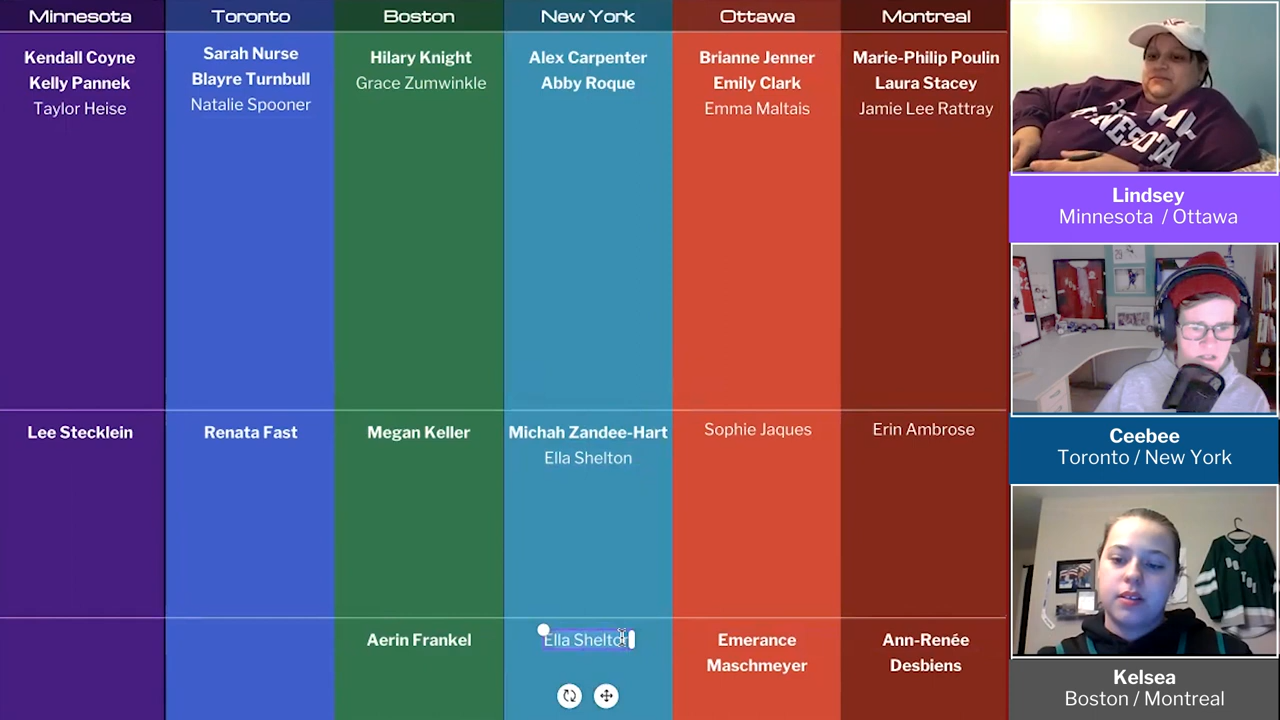 Minnesota
Toronto
Boston
New York
Ottawa
Montreal
Kendall Coyne
Kelly Pannek
Taylor Heise
Sarah Nurse
Blayre Turnbull
Natalie Spooner
Hilary Knight
Grace Zumwinkle
Alex Carpenter
Abby Roque
Brianne Jenner
Emily Clark
Emma Maltais
Marie-Philip Poulin
Laura Stacey
Jamie Lee Rattray
Lee Stecklein
Renata Fast
Megan Keller
Michah Zandee-Hart
Ella Shelton
Sophie Jaques
Erin Ambrose
Aerin Frankel
Ella Shelto
Emerance
Maschmeyer
Ann-Renée
Desbiens
Lindsey
Minnesota / Ottawa
Ceebee
Toronto / New York
Kelsea
Boston / Montreal